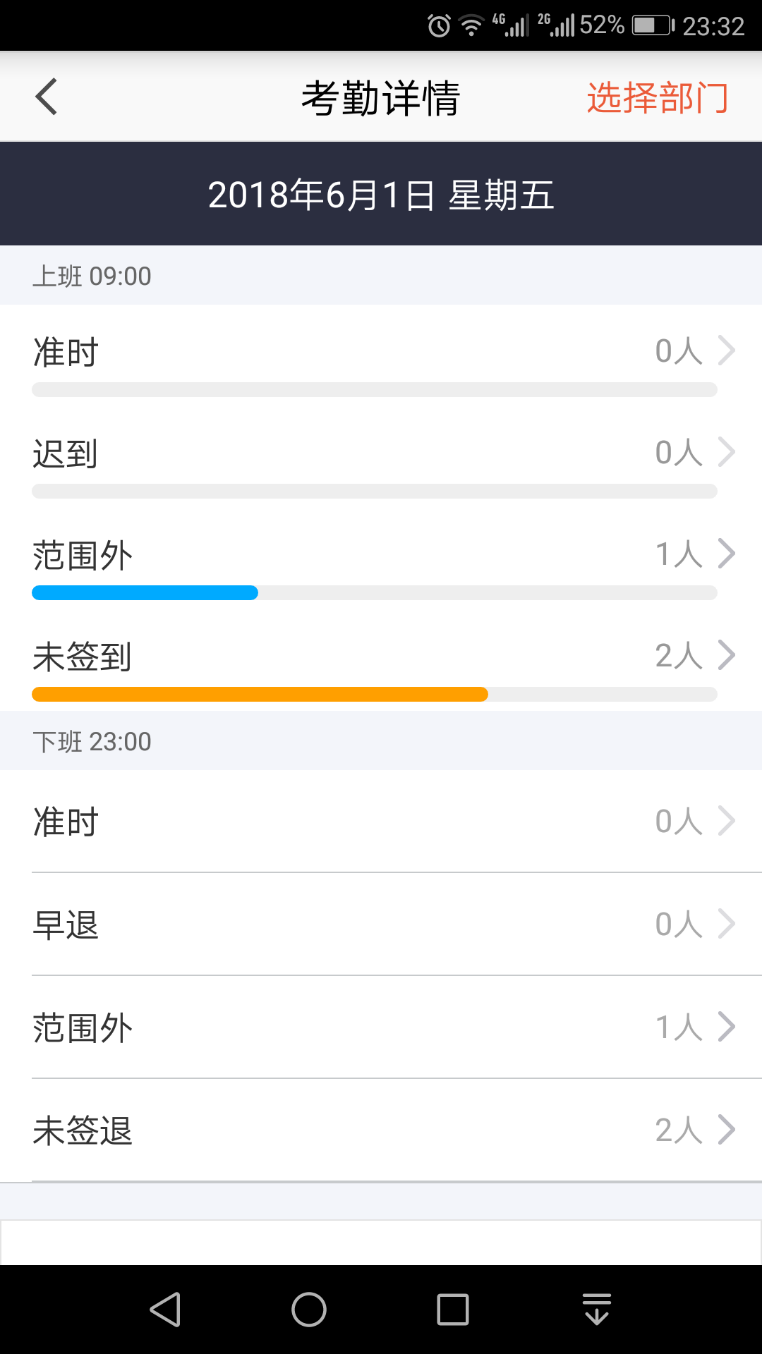 4G 2G 52% 23:32
考勤详情 选择部门
2018年6月1日 星期五
上班 09:00
准时 0人
迟到 0人
范围外 1人
未签到 2人
下班 23:00
准时 0人
早退 0人
范围外 1人
未签退 2人